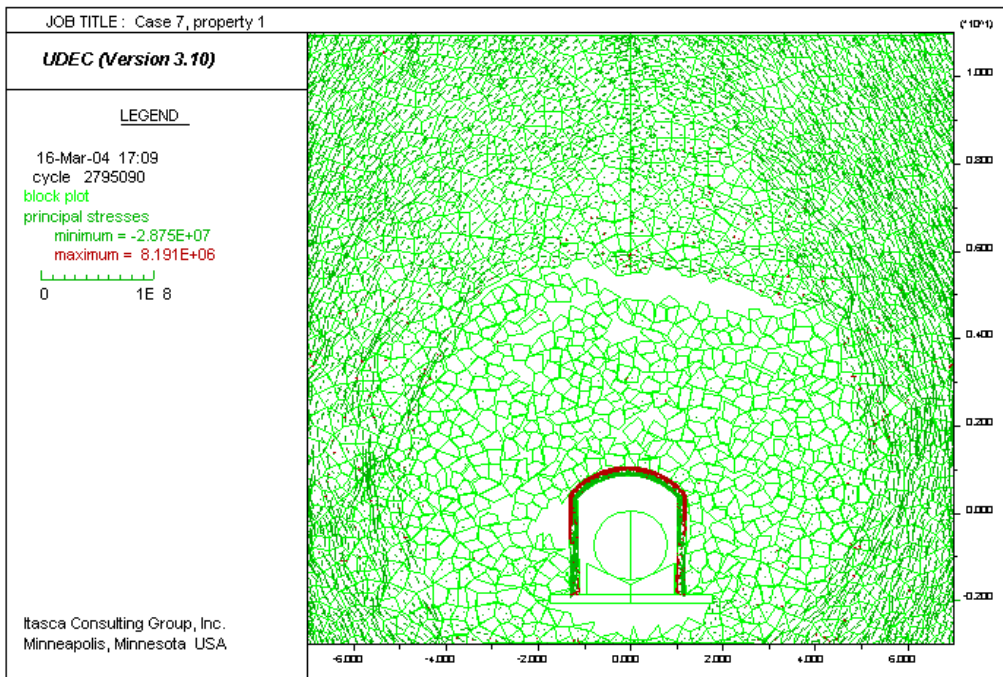 JOB TITLE : Case 7, property 1
(*10^1)
UDEC (Version 3.10)
LEGEND
16-Mar-04 17:09
cycle 2795090
block plot
principal stresses
minimum = -2.875E+07
maximum = 8.191E+06
0 1E 8
1.000
0.800
0.600
0.400
0.200
0.000
-0.200
Itasca Consulting Group, Inc.
Minneapolis, Minnesota USA
-6.000 -4.000 -2.000 0.000 2.000 4.000 6.000